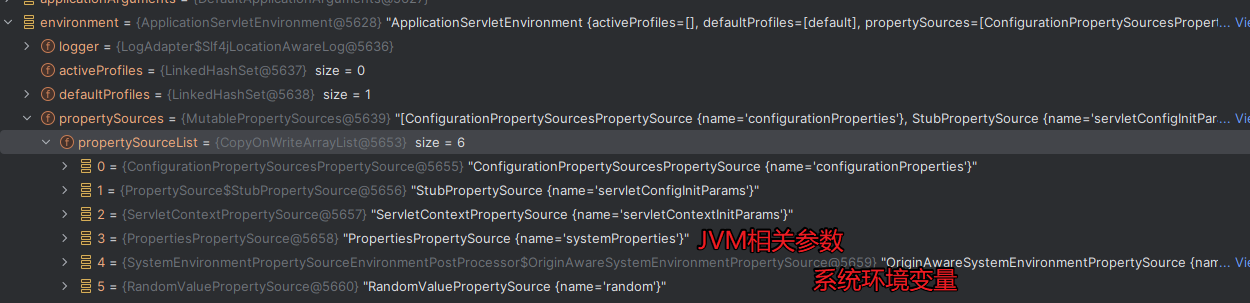 applicationArguments = {DefaultApplicationArguments@5627}
environment = {ApplicationServletEnvironment@5628} "ApplicationServletEnvironment {activeProfiles=[], defaultProfiles=[default], propertySources=[ConfigurationPropertySourcesPropert... Vie
logger = {LogAdapter$Slf4jLocationAwareLog@5636}
activeProfiles = {LinkedHashSet@5637} size = 0
defaultProfiles = {LinkedHashSet@5638} size = 1
propertySources = {MutablePropertySources@5639} "[ConfigurationPropertySourcesPropertySource {name='configurationProperties'}, StubPropertySource {name='servletConfigInitPara... Vie
propertySourceList = {CopyOnWriteArrayList@5653} size = 6
0 = {ConfigurationPropertySourcesPropertySource@5655} "ConfigurationPropertySourcesPropertySource {name='configurationProperties'}"
1 = {PropertySource$StubPropertySource@5656} "StubPropertySource {name='servletConfigInitParams'}"
2 = {ServletContextPropertySource@5657} "ServletContextPropertySource {name='servletContextInitParams'}"
3 = {PropertiesPropertySource@5658} "PropertiesPropertySource {name='systemProperties'}" JVM相关参数
4 = {SystemEnvironmentPropertySourceEnvironmentPostProcessor$OriginAwareSystemEnvironmentPropertySource@5659} "OriginAwareSystemEnvironmentPropertySource {nam... Vie
系统环境变量
5 = {RandomValuePropertySource@5660} "RandomValuePropertySource {name='random'}"